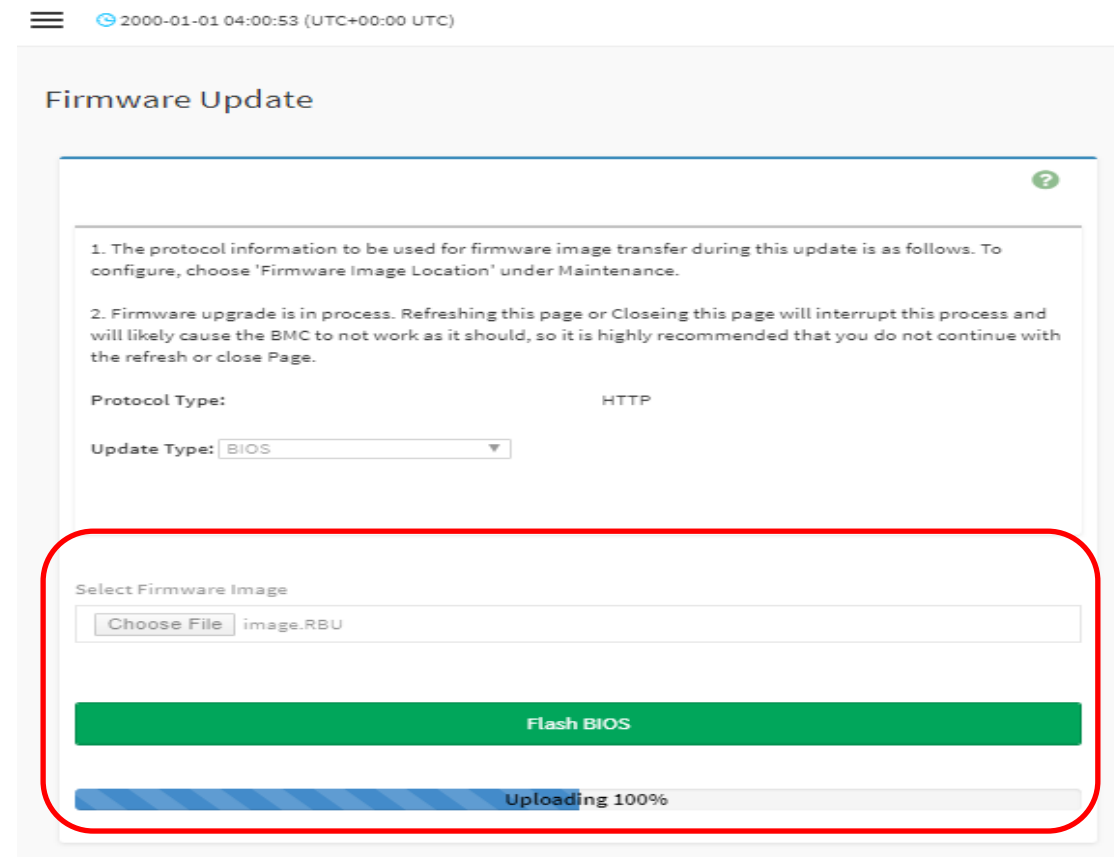 2000-01-01 04:00:53 (UTC+00:00 UTC)
Firmware Update
?
1. The protocol information to be used for firmware image transfer during this update is as follows. To
configure, choose 'Firmware Image Location' under Maintenance.
2. Firmware upgrade is in process. Refreshing this page or Closeing this page will interrupt this process and
will likely cause the BMC to not work as it should, so it is highly recommended that you do not continue with
the refresh or close Page.
Protocol Type: HTTP
Update Type: BIOS
Select Firmware Image
Choose File image.RBU
Flash BIOS
Uploading 100%